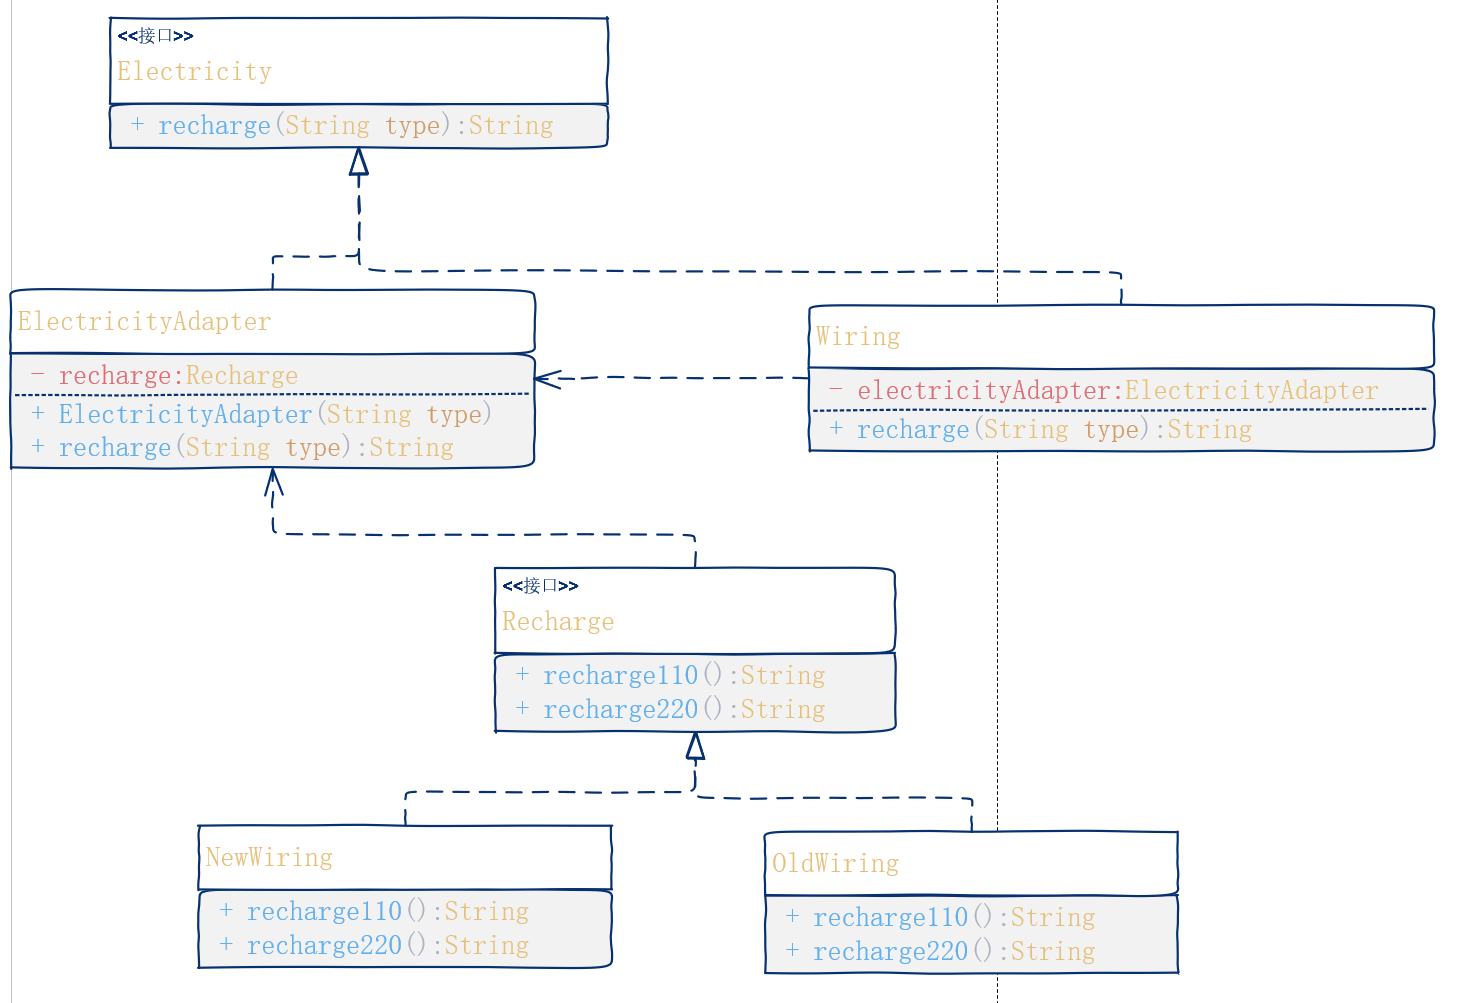 <<接口>>
Electricity
+ recharge(String type):String
ElectricityAdapter
- recharge:Recharge
+ ElectricityAdapter(String type)
+ recharge(String type):String
Wiring
- electricityAdapter:ElectricityAdapter
+ recharge(String type):String
<<接口>>
Recharge
+ recharge110():String
+ recharge220():String
NewWiring
+ recharge110():String
+ recharge220():String
OldWiring
+ recharge110():String
+ recharge220():String